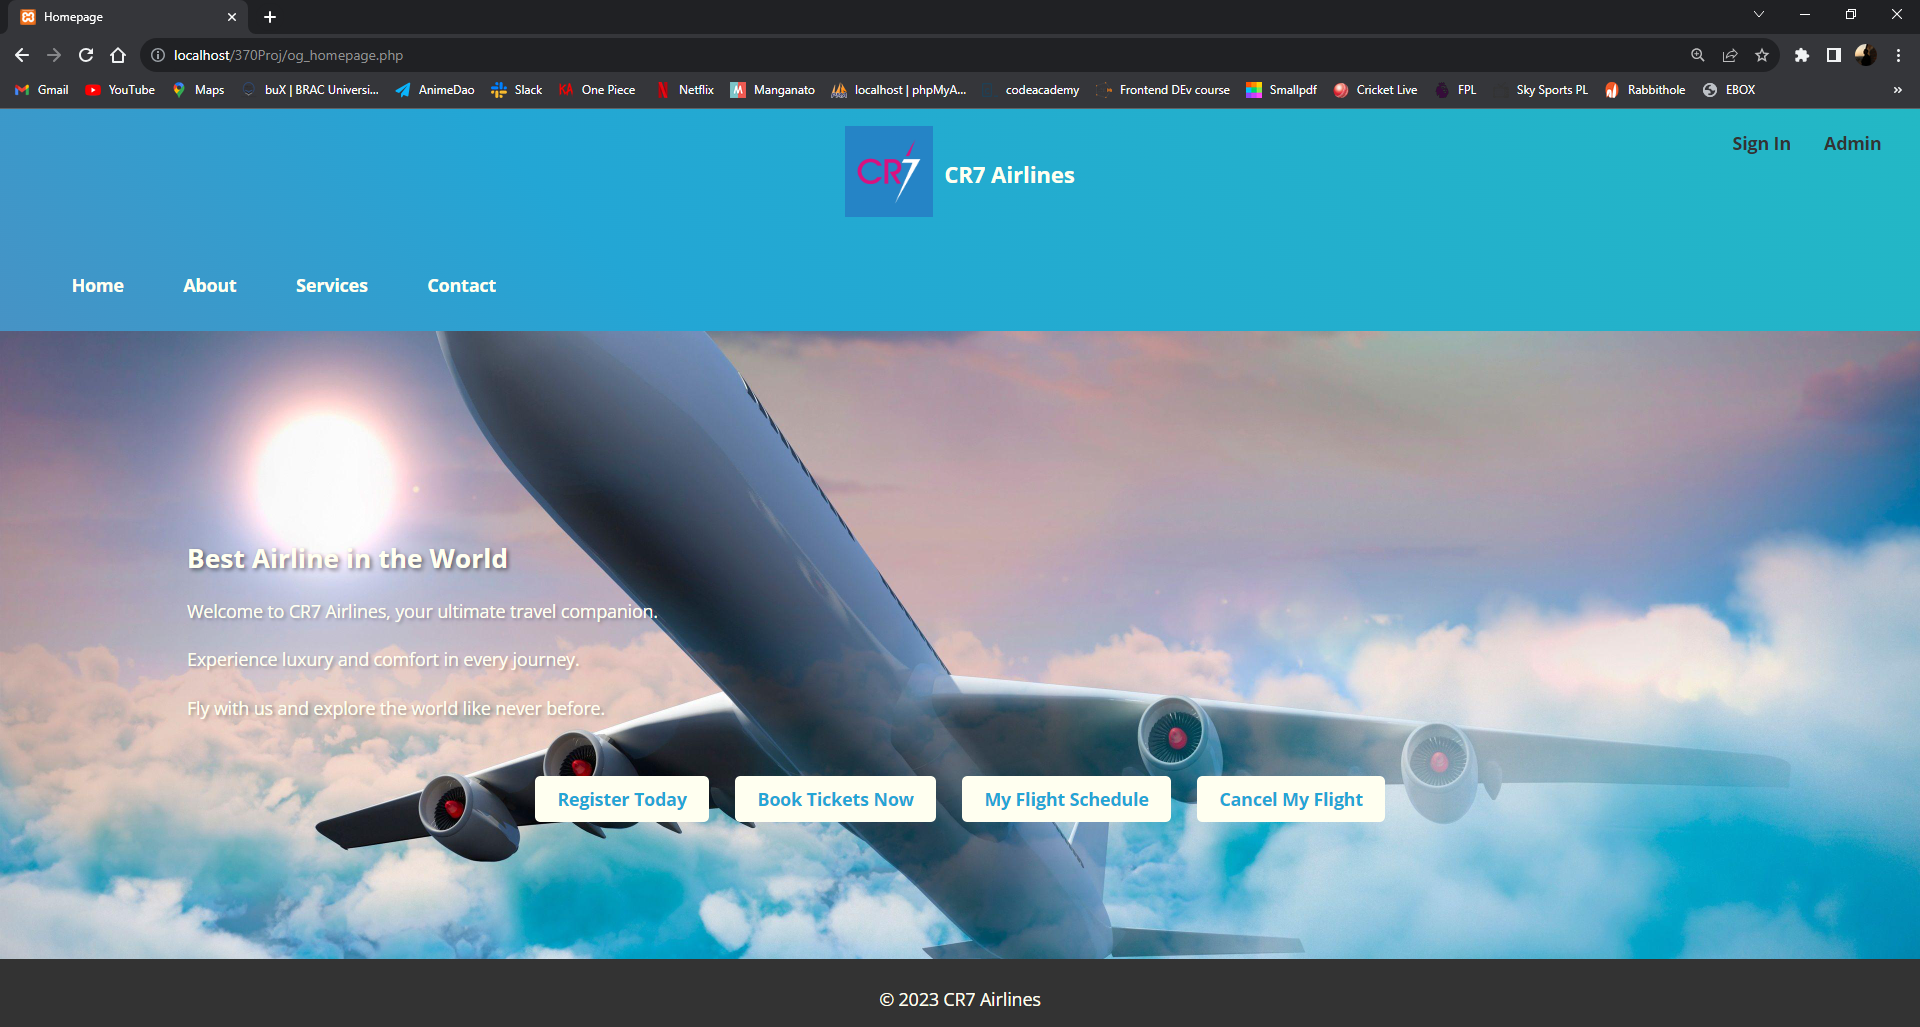 Homepage
localhost/370Proj/og_homepage.php
Gmail YouTube Maps buX | BRAC Universi... AnimeDao Slack KA One Piece Netflix M Manganato localhost | phpMyA... codeacademy Frontend DEv course Smallpdf Cricket Live FPL Sky Sports PL Rabbithole EBOX »
Sign In Admin
CR7 CR7 Airlines
Home About Services Contact
Best Airline in the World
Welcome to CR7 Airlines, your ultimate travel companion.
Experience luxury and comfort in every journey.
Fly with us and explore the world like never before.
Register Today Book Tickets Now My Flight Schedule Cancel My Flight
© 2023 CR7 Airlines